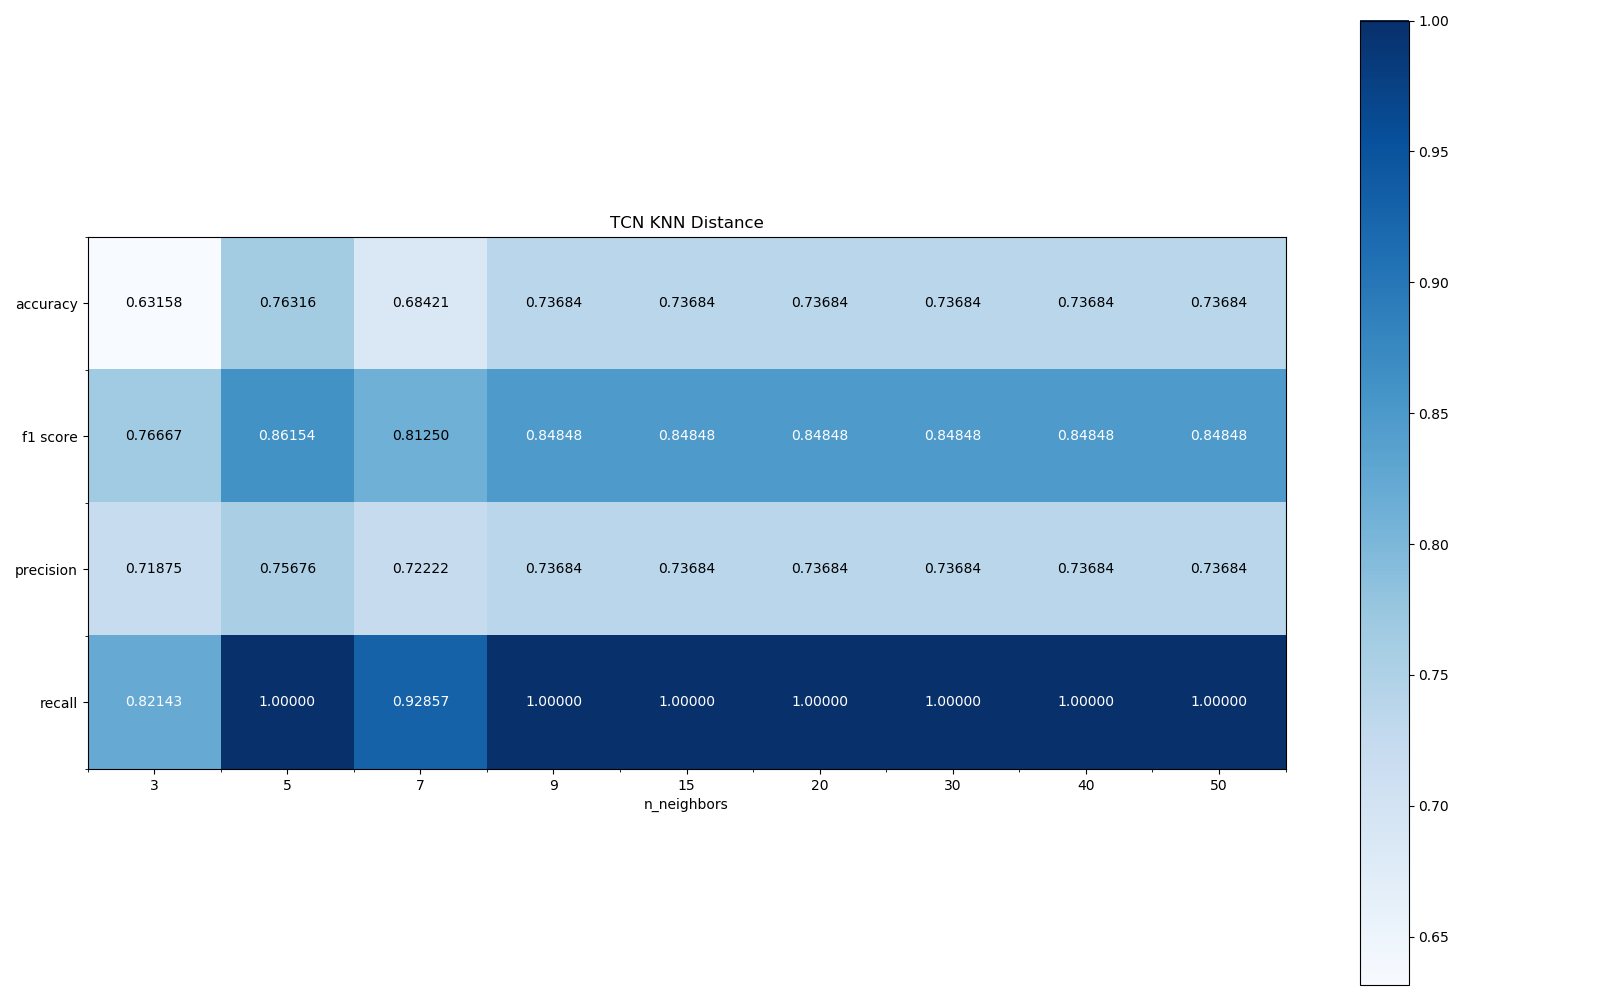 TCN KNN Distance
accuracy 0.63158 0.76316 0.68421 0.73684 0.73684 0.73684 0.73684 0.73684 0.73684
f1 score 0.76667 0.86154 0.81250 0.84848 0.84848 0.84848 0.84848 0.84848 0.84848
precision 0.71875 0.75676 0.72222 0.73684 0.73684 0.73684 0.73684 0.73684 0.73684
recall 0.82143 1.00000 0.92857 1.00000 1.00000 1.00000 1.00000 1.00000 1.00000
3 5 7 9 15 20 30 40 50
n_neighbors
1.00
0.95
0.90
0.85
0.80
0.75
0.70
0.65